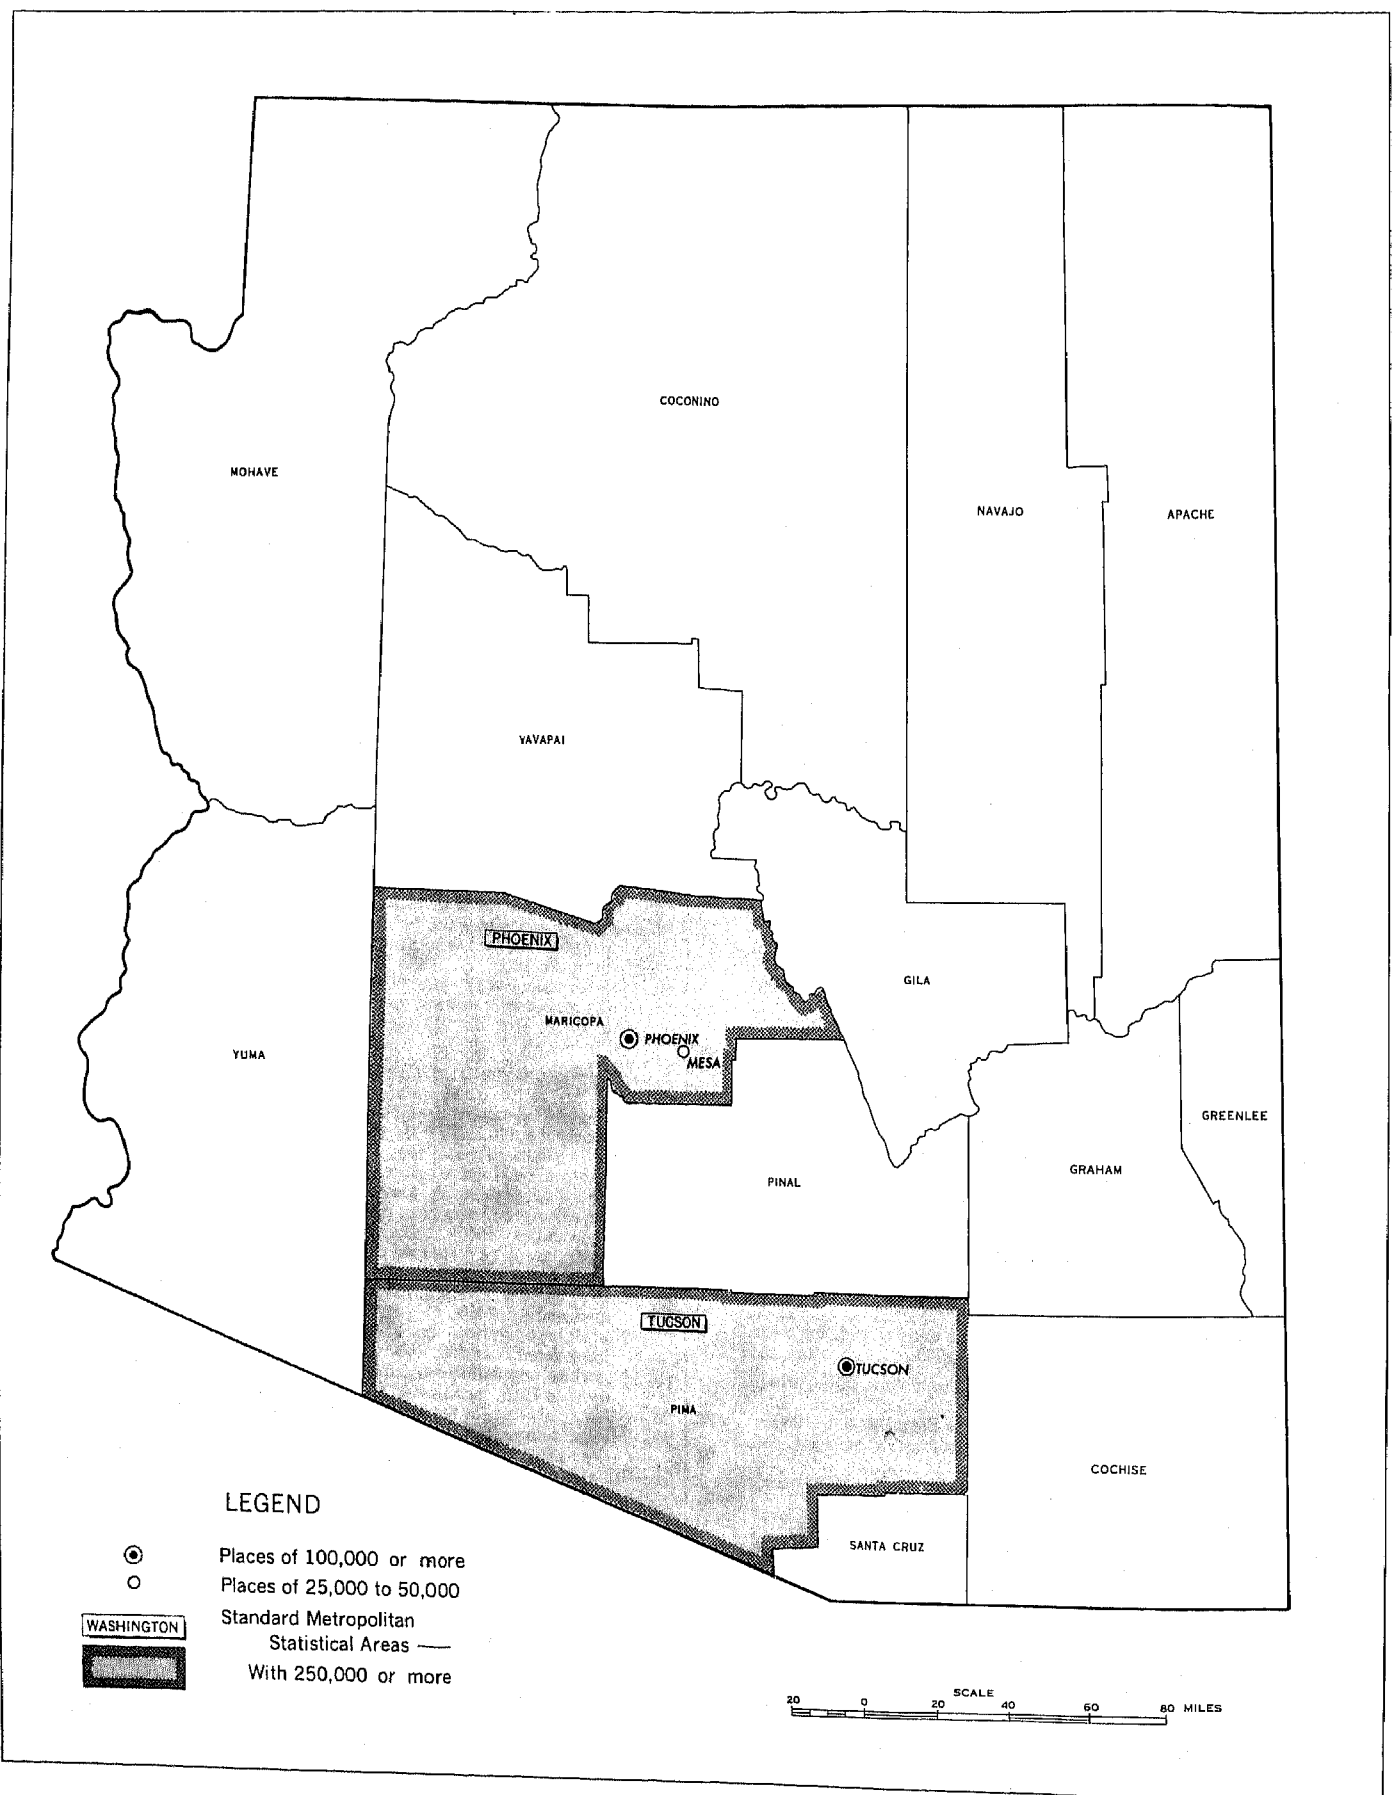 COCONINO
MOHAVE
NAVAJO
APACHE
YAVAPAI
PHOENIX
GILA
MARICOPA
PHOENIX
MESA
YUMA
GREENLEE
GRAHAM
PINAL
TUCSON
TUCSON
PIMA
COCHISE
SANTA CRUZ
LEGEND
Places of 100,000 or more
Places of 25,000 to 50,000
WASHINGTON
Standard Metropolitan
Statistical Areas —
With 250,000 or more
SCALE
20 0 20 40 60 80 MILES